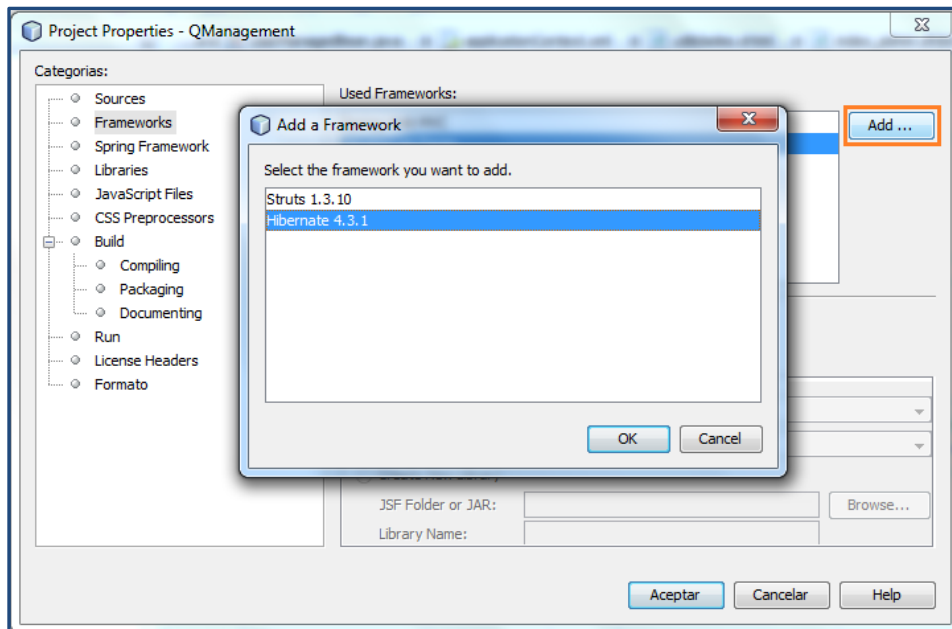 Project Properties - QManagement
Categorias:
Sources
Frameworks
Spring Framework
Libraries
JavaScript Files
CSS Preprocessors
Build
Compiling
Packaging
Documenting
Run
License Headers
Formato
Used Frameworks:
Add ...
Add a Framework
Select the framework you want to add.
Struts 1.3.10
Hibernate 4.3.1
OK
Cancel
JSF Folder or JAR:
Browse...
Library Name:
Aceptar
Cancelar
Help